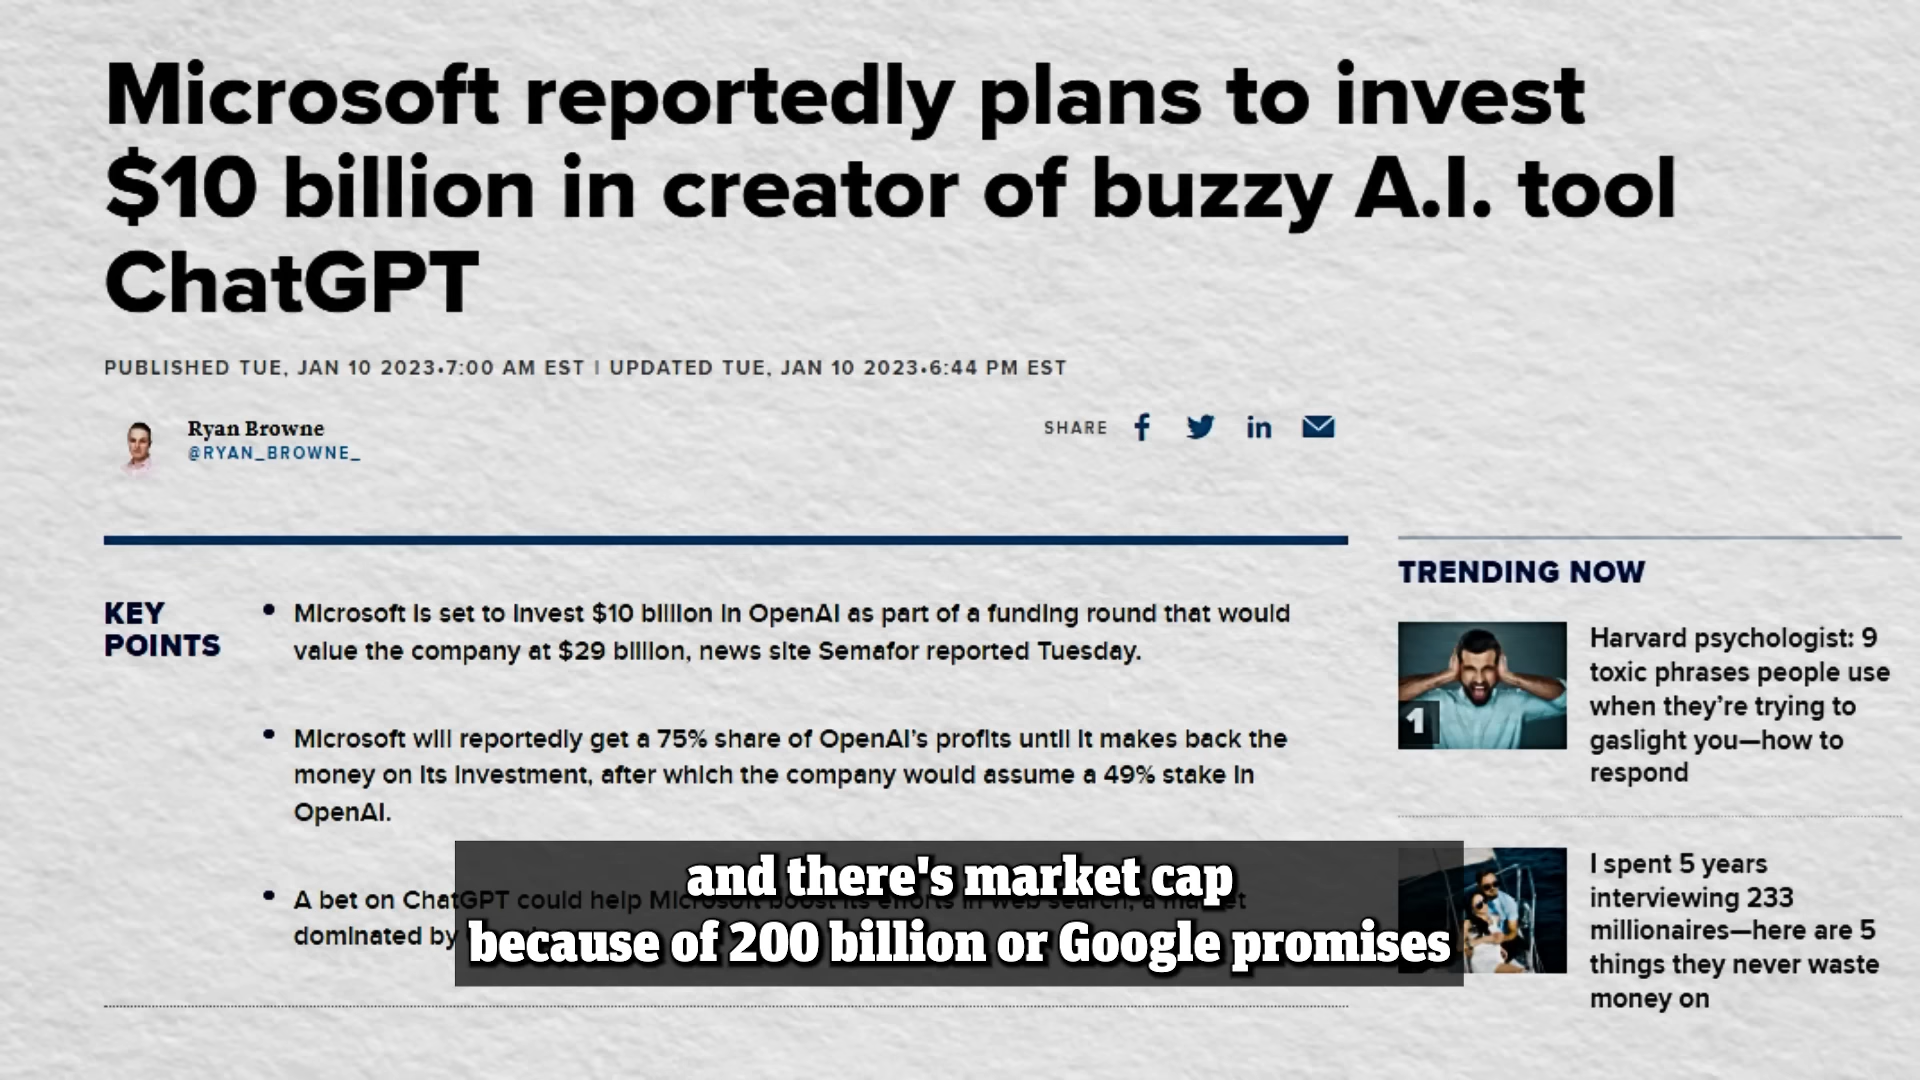 Microsoft reportedly plans to invest
$10 billion in creator of buzzy A.I. tool
ChatGPT
PUBLISHED TUE, JAN 10 2023•7:00 AM EST | UPDATED TUE, JAN 10 2023•6:44 PM EST
Ryan Browne
@RYAN_BROWNE_
SHARE
KEY
POINTS
• Microsoft is set to invest $10 billion in OpenAI as part of a funding round that would
value the company at $29 billion, news site Semafor reported Tuesday.
• Microsoft will reportedly get a 75% share of OpenAI's profits until it makes back the
money on its investment, after which the company would assume a 49% stake in
OpenAI.
• A bet on ChatGPT could help Microsoft boost its efforts in web search, a market
dominated by
TRENDING NOW
1
Harvard psychologist: 9
toxic phrases people use
when they’re trying to
gaslight you—how to
respond
I spent 5 years
interviewing 233
millionaires—here are 5
things they never waste
money on
and there's market cap
because of 200 billion or Google promises